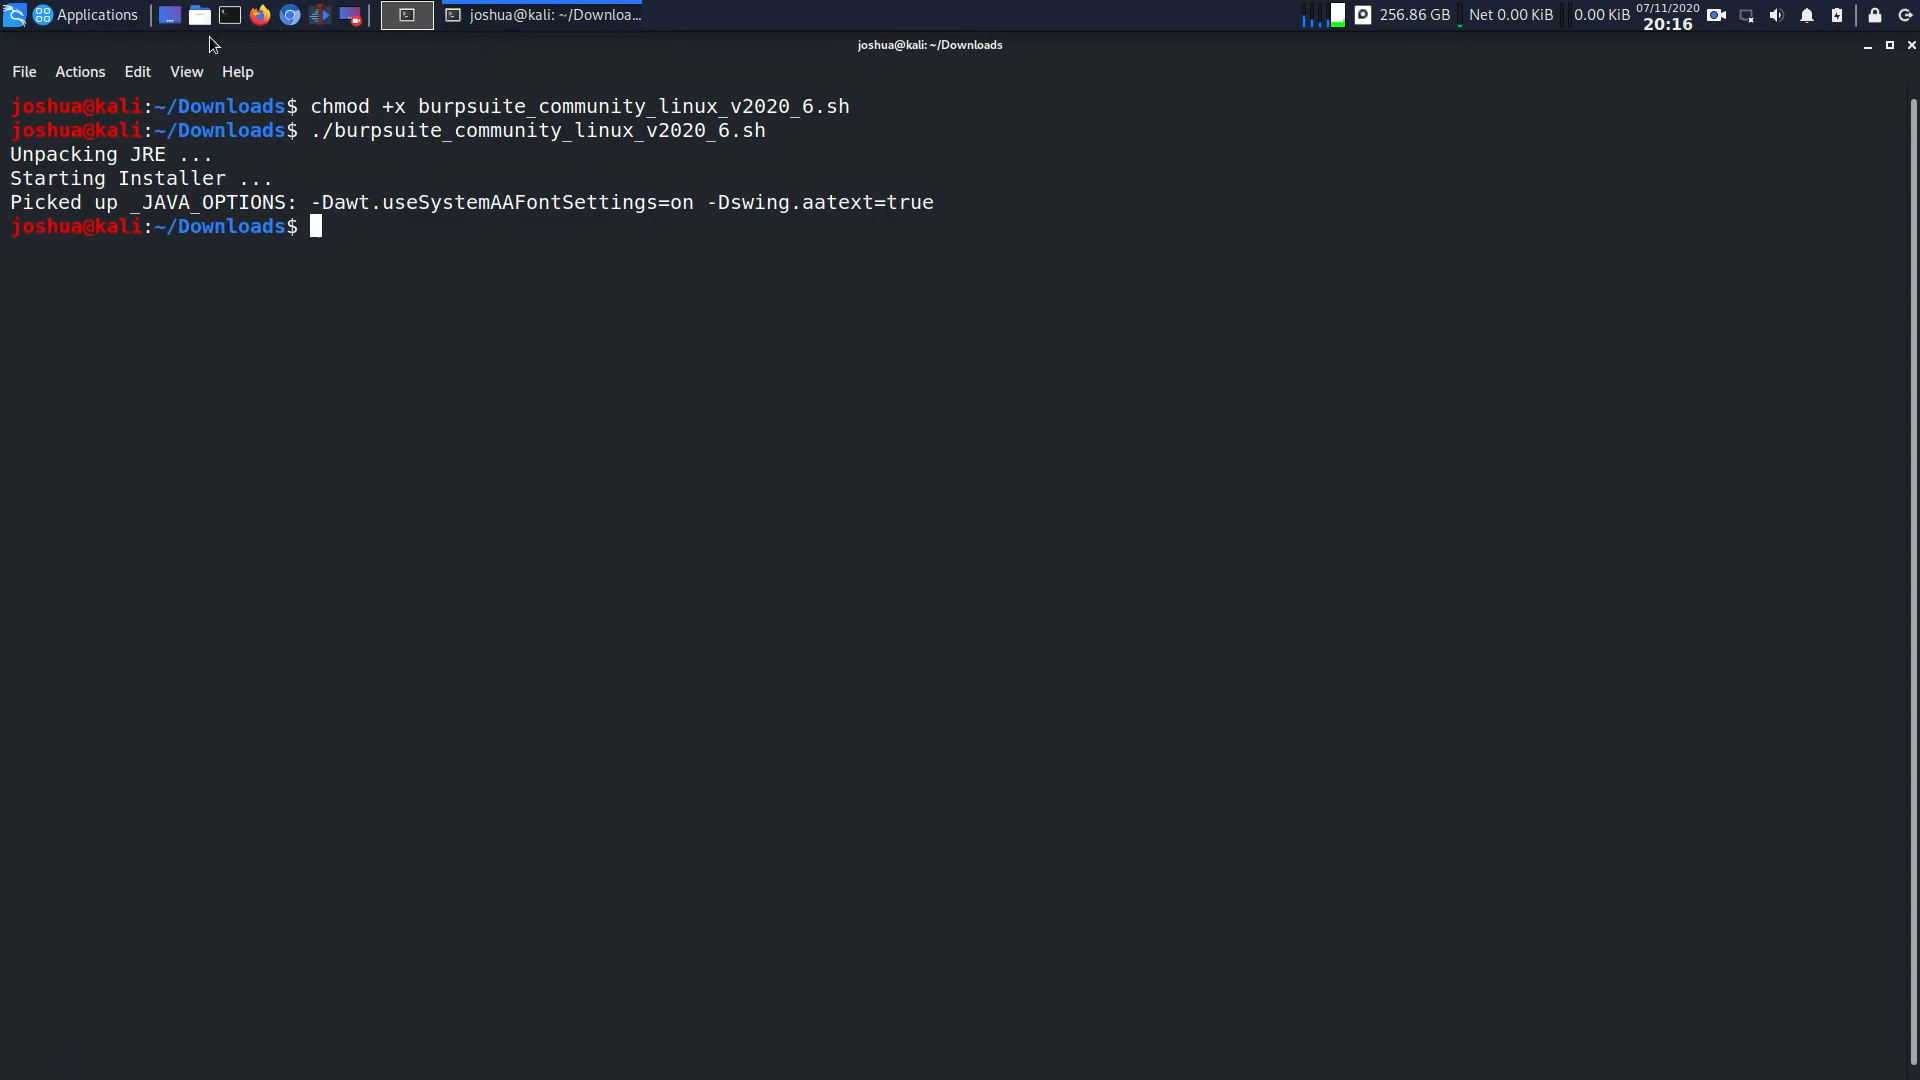 Applications
joshua@kali: ~/Downloa...
256.86 GB
Net 0.00 KiB
0.00 KiB
07/11/2020
20:16
joshua@kali: ~/Downloads
File Actions Edit View Help
joshua@kali:~/Downloads$ chmod +x burpsuite_community_linux_v2020_6.sh
joshua@kali:~/Downloads$ ./burpsuite_community_linux_v2020_6.sh
Unpacking JRE ...
Starting Installer ...
Picked up _JAVA_OPTIONS: -Dawt.useSystemAAFontSettings=on -Dswing.aatext=true
joshua@kali:~/Downloads$